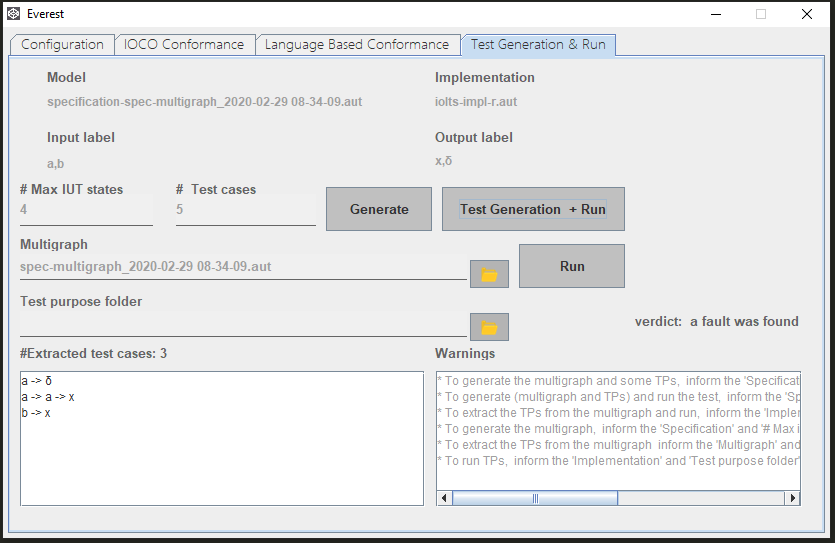 Everest
Configuration
IOCO Conformance
Language Based Conformance
Test Generation & Run
Model
Implementation
specification-spec-multigraph_2020-02-29 08-34-09.aut
iolts-impl-r.aut
Input label
Output label
a,b
x,δ
# Max IUT states
# Test cases
4
5
Generate
Test Generation + Run
Multigraph
spec-multigraph_2020-02-29 08-34-09.aut
Run
Test purpose folder
verdict: a fault was found
#Extracted test cases: 3
Warnings
a -> δ
a -> a -> x
b -> x
* To generate the multigraph and some TPs, inform the 'Specificat
* To generate (multigraph and TPs) and run the test, inform the 'Sp
* To extract the TPs from the multigraph and run, inform the 'Implem
* To generate the multigraph, inform the 'Specification' and '# Max i
* To extract the TPs from the multigraph inform the 'Multigraph' and
* To run TPs, inform the 'Implementation' and 'Test purpose folder'